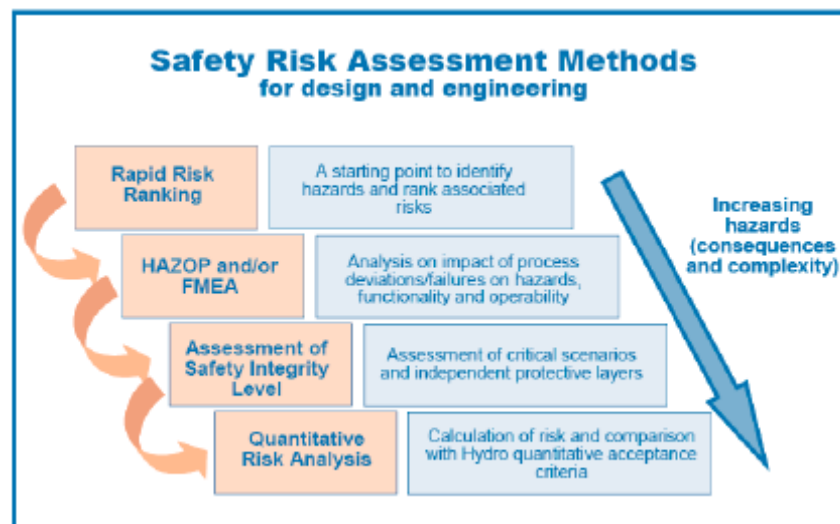 Safety Risk Assessment Methods
for design and engineering
Rapid Risk
Ranking
A starting point to identify
hazards and rank associated
risks
Increasing
hazards
(consequences
and complexity)
HAZOP and/or
FMEA
Analysis on impact of process
deviations/failures on hazards,
functionality and operability
Assessment of
Safety Integrity
Level
Assessment of critical scenarios
and independent protective layers
Quantitative
Risk Analysis
Calculation of risk and comparison
with Hydro quantitative acceptance
criteria